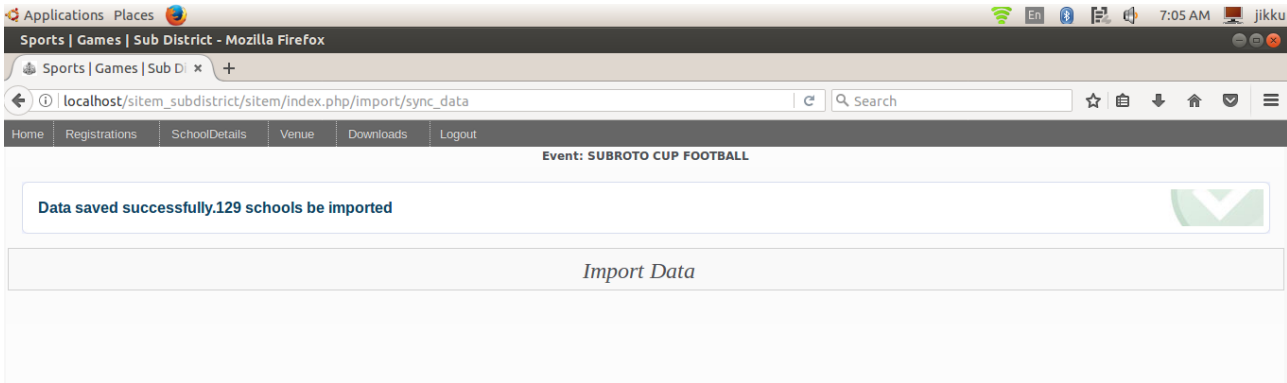 Applications Places En 7:05 AM jikku
Sports | Games | Sub District - Mozilla Firefox
Sports | Games | Sub Di
localhost/sitem_subdistrict/sitem/index.php/import/sync_data Search
Home Registrations SchoolDetails Venue Downloads Logout
Event: SUBROTO CUP FOOTBALL
Data saved successfully.129 schools be imported
Import Data